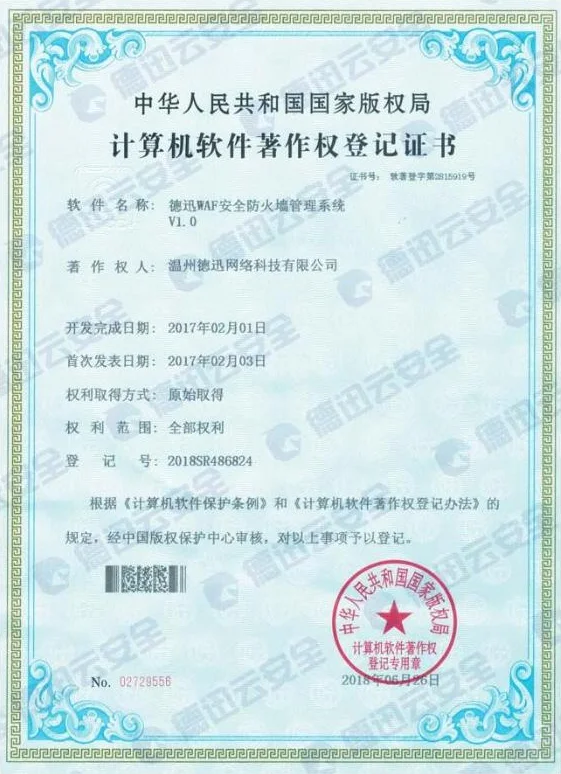 中华人民共和国国家版权局
计算机软件著作权登记证书
证书号： 软著登字第2815919号
软件名称： 德迅WAF安全防火墙管理系统
V1.0
著作权人： 温州德迅网络科技有限公司
开发完成日期： 2017年02月01日
首次发表日期： 2017年02月03日
权利取得方式： 原始取得
权利范围： 全部权利
登记号： 2018SR486824
根据《计算机软件保护条例》和《计算机软件著作权登记办法》的
规定，经中国版权保护中心审核，对以上事项予以登记。
中华人民共和国国家版权局
计算机软件著作权
登记专用章
No. 02729556
2018年06月26日
德迅云安全